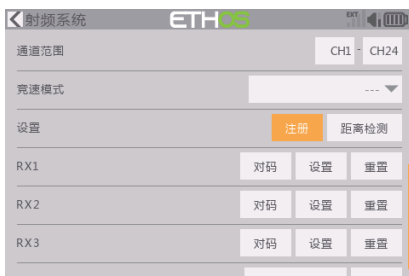 射频系统 ETHOS EXT
通道范围 CH1 - CH24
竞速模式 ---
设置 注册 距离检测
RX1 对码 设置 重置
RX2 对码 设置 重置
RX3 对码 设置 重置